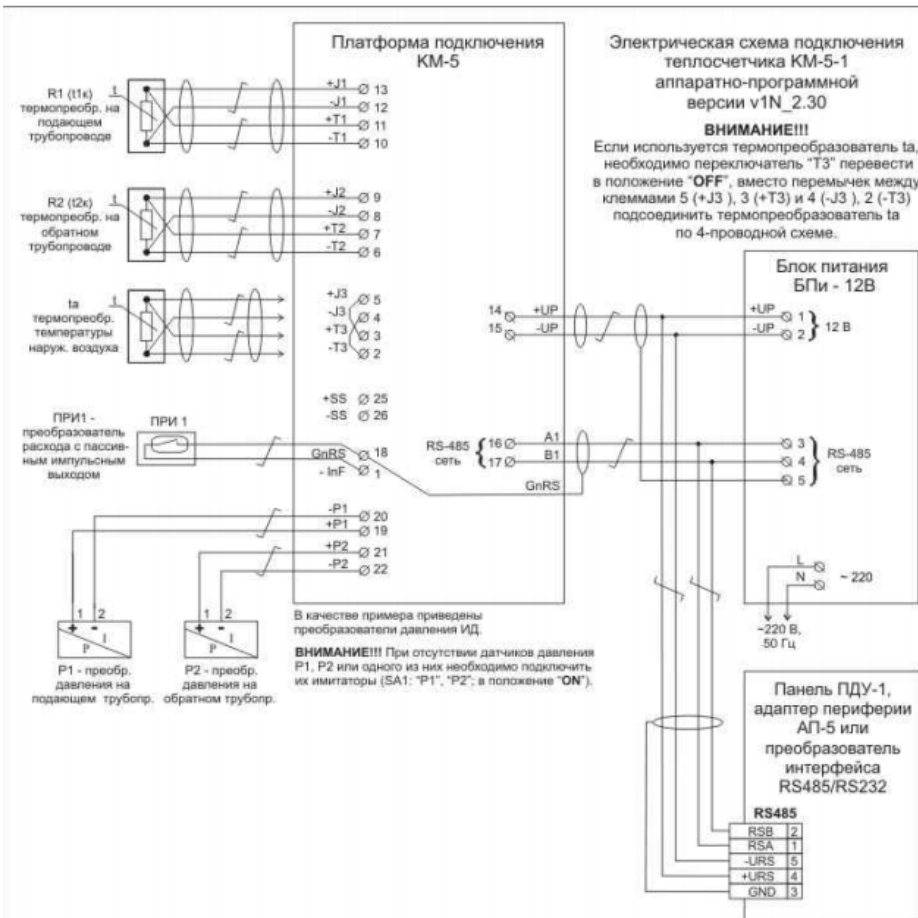 Платформа подключения
КМ-5
Электрическая схема подключения
теплосчетчика КМ-5-1
аппаратно-программной
версии v1N_2.30
ВНИМАНИЕ!!!
Если используется термопреобразователь ta,
необходимо переключатель "Т3" перевести
в положение "OFF", вместо перемычек между
клеммами 5 (+J3 ), 3 (+T3) и 4 (-J3 ), 2 (-T3)
подсоединить термопреобразователь ta
по 4-проводной схеме.
R1 (t1к)
термопреобр. на
подающем
трубопроводе
t
+J1 13
-J1 12
+T1 11
-T1 10
R2 (t2к)
термопреобр. на
обратном
трубопроводе
t
+J2 9
-J2 8
+T2 7
-T2 6
ta
термопреобр.
температуры
наруж. воздуха
t
+J3 5
-J3 4
+T3 3
-T3 2
14 +UP
15 -UP
Блок питания
БПи - 12В
+UP 1
-UP 2
12 В
+SS 25
-SS 26
ПРИ1 -
преобразователь
расхода с пассив-
ным импульсным
выходом
ПРИ 1
GnRS 18
- InF 1
RS-485
сеть
16 A1
17 B1
GnRS
3
4
5
RS-485
сеть
-P1 20
+P1 19
+P2 21
-P2 22
L
N
~ 220
~220 В,
50 Гц
1 2
+ -
I
P
P1 - преобр.
давления на
подающем трубопр.
1 2
+ -
I
P
P2 - преобр.
давления на
обратном трубопр.
В качестве примера приведены
преобразователи давления ИД.
ВНИМАНИЕ!!! При отсутствии датчиков давления
P1, P2 или одного из них необходимо подключить
их имитаторы (SA1: "P1", "P2"; в положение "ON").
Панель ПДУ-1,
адаптер периферии
АП-5 или
преобразователь
интерфейса
RS485/RS232
RS485
RSB 2
RSA 1
-URS 5
+URS 4
GND 3